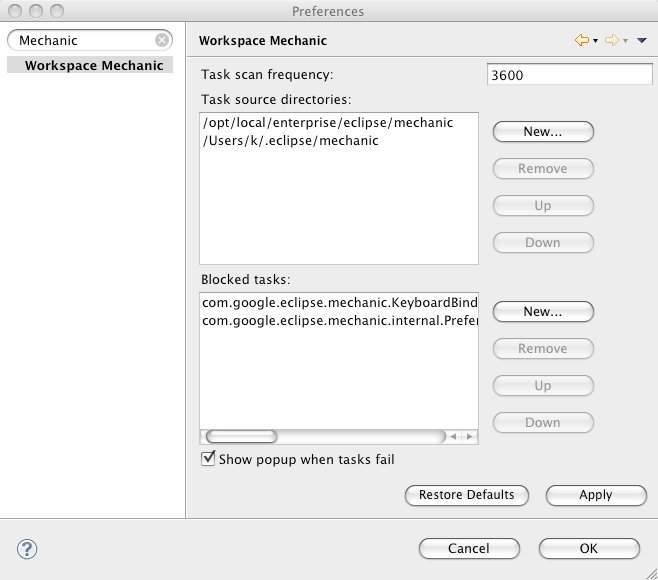 Preferences
Mechanic
Workspace Mechanic
Workspace Mechanic
Task scan frequency:
3600
Task source directories:
/opt/local/enterprise/eclipse/mechanic
/Users/k/.eclipse/mechanic
New...
Remove
Up
Down
Blocked tasks:
com.google.eclipse.mechanic.KeyboardBind
com.google.eclipse.mechanic.internal.Prefer
New...
Remove
Up
Down
Show popup when tasks fail
Restore Defaults
Apply
?
Cancel
OK